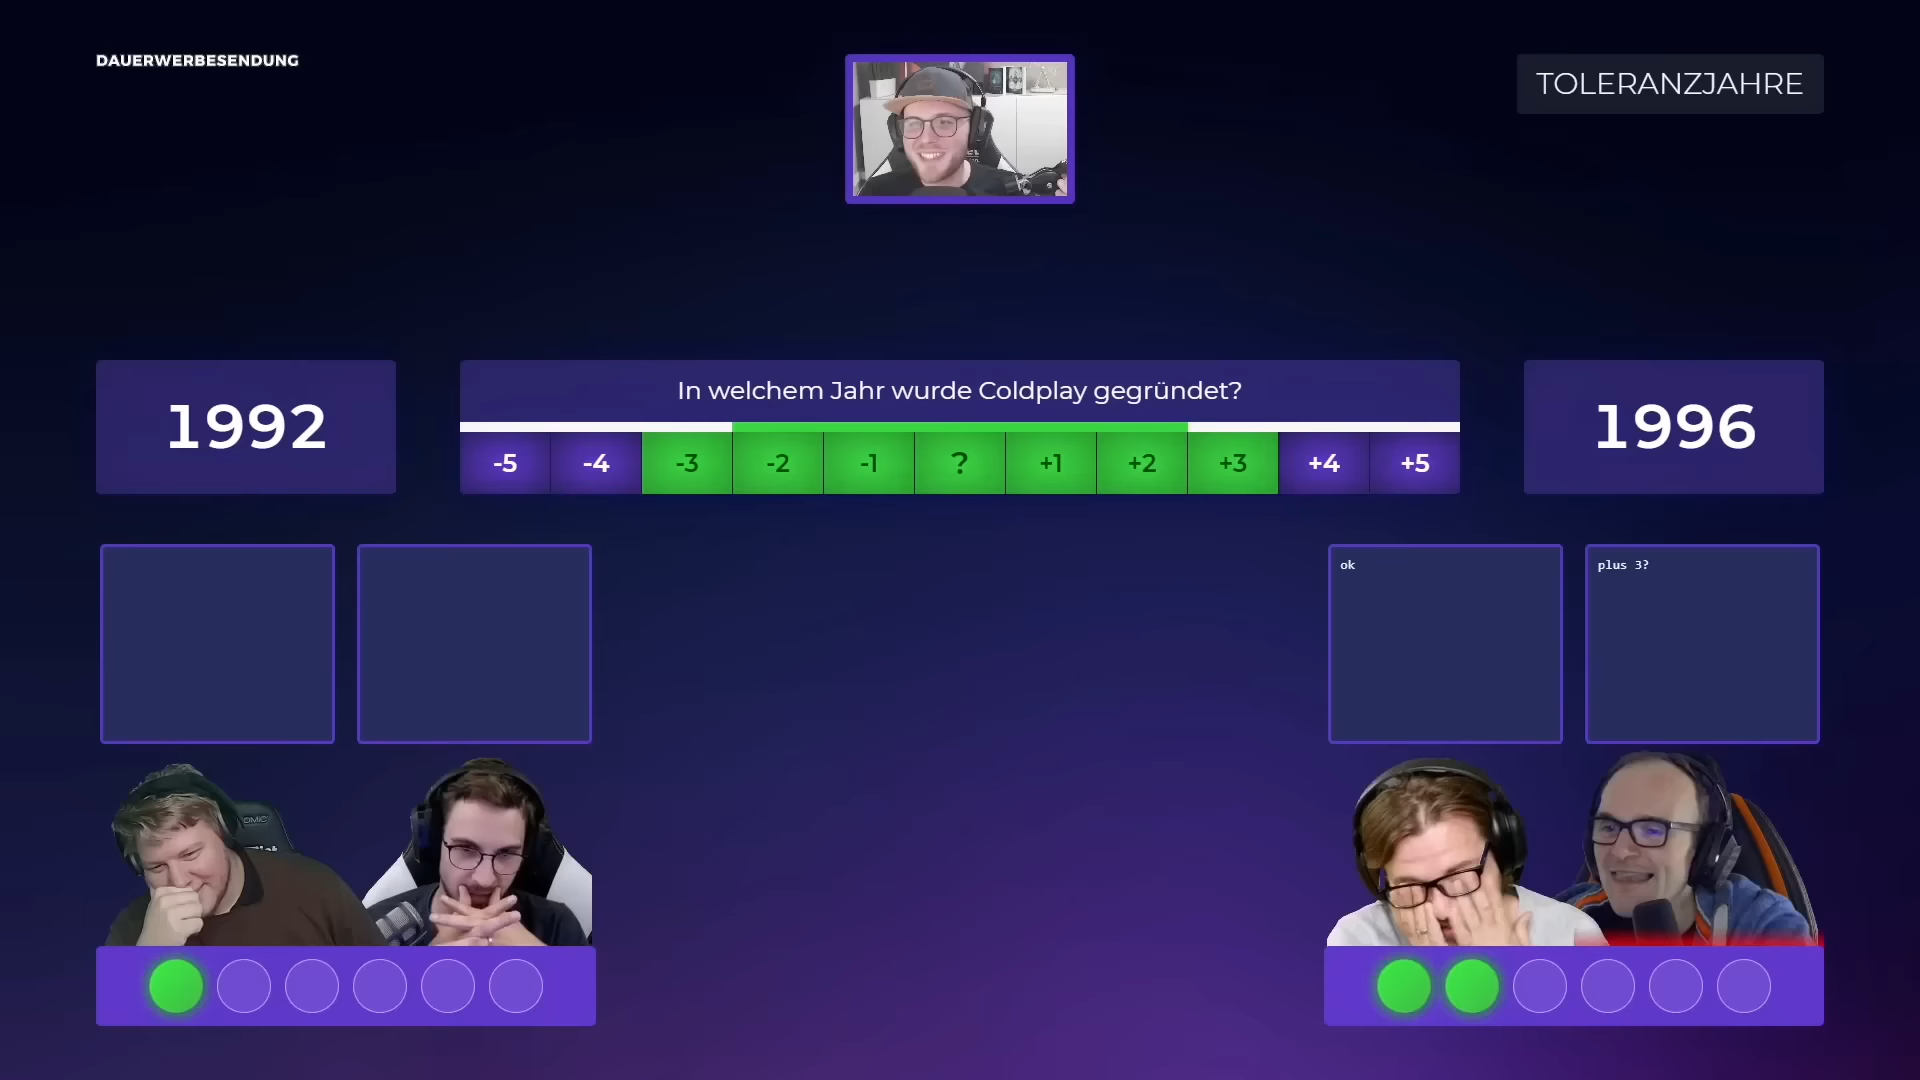 DAUERWERBESENDUNG
TOLERANZJAHRE
1992
In welchem Jahr wurde Coldplay gegründet?
-5 -4 -3 -2 -1 ? +1 +2 +3 +4 +5
1996
ok
plus 3?